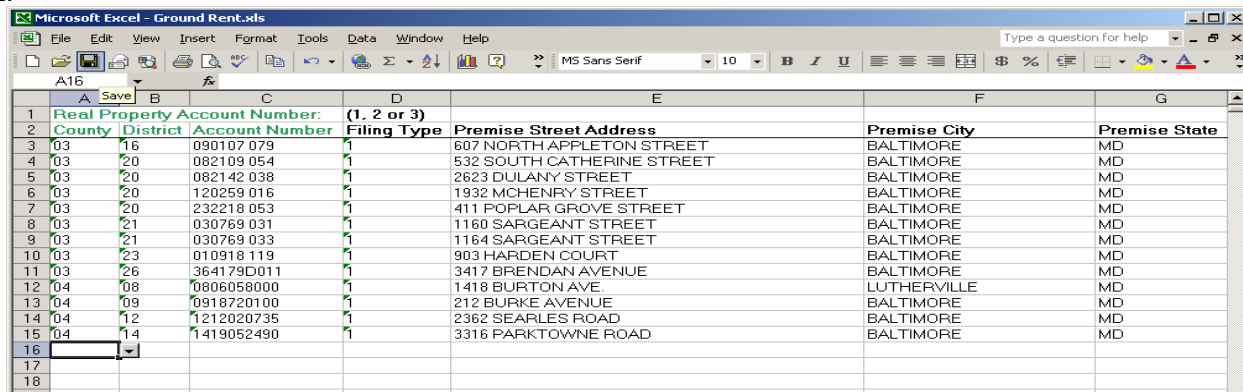 Microsoft Excel - Ground Rent.xls
File Edit View Insert Format Tools Data Window Help Type a question for help
MS Sans Serif 10 B I U $ %
A16 fx
Save
A B C D E F G
1 Real Property Account Number: (1, 2 or 3)
2 County District Account Number Filing Type Premise Street Address Premise City Premise State
3 03 16 090107 079 1 607 NORTH APPLETON STREET BALTIMORE MD
4 03 20 082109 054 1 532 SOUTH CATHERINE STREET BALTIMORE MD
5 03 20 082142 038 1 2623 DULANY STREET BALTIMORE MD
6 03 20 120259 016 1 1932 MCHENRY STREET BALTIMORE MD
7 03 20 232218 053 1 411 POPLAR GROVE STREET BALTIMORE MD
8 03 21 030769 031 1 1160 SARGEANT STREET BALTIMORE MD
9 03 21 030769 033 1 1164 SARGEANT STREET BALTIMORE MD
10 03 23 010918 119 1 903 HARDEN COURT BALTIMORE MD
11 03 26 364179D011 1 3417 BRENDAN AVENUE BALTIMORE MD
12 04 08 0806058000 1 1418 BURTON AVE. LUTHERVILLE MD
13 04 09 0918720100 1 212 BURKE AVENUE BALTIMORE MD
14 04 12 1212020735 1 2362 SEARLES ROAD BALTIMORE MD
15 04 14 1419052490 1 3316 PARKTOWNE ROAD BALTIMORE MD
16
17
18